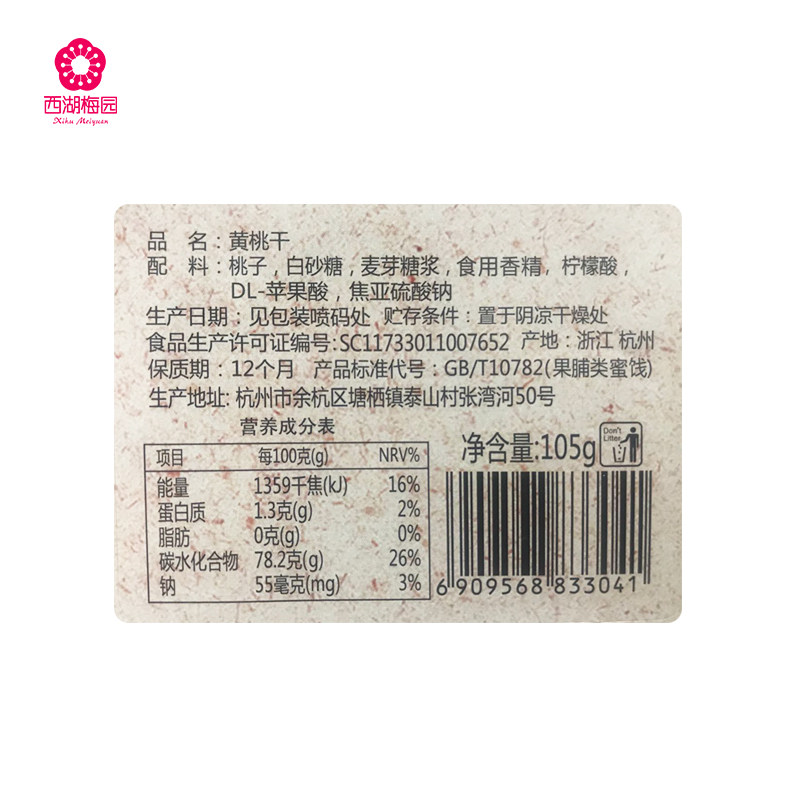 西湖梅园
Xihu Meiyuan
品 名：黄桃干
配 料：桃子，白砂糖，麦芽糖浆，食用香精，柠檬酸，
DL-苹果酸，焦亚硫酸钠
生产日期：见包装喷码处 贮存条件：置于阴凉干燥处
食品生产许可证编号:SC11733011007652 产地：浙江 杭州
保质期：12个月 产品标准代号：GB/T10782(果脯类蜜饯)
生产地址: 杭州市余杭区塘栖镇泰山村张湾河50号
营养成分表
项目 每100克(g) NRV%
能量 1359千焦(kJ) 16%
蛋白质 1.3克(g) 2%
脂肪 0克(g) 0%
碳水化合物 78.2克(g) 26%
钠 55毫克(mg) 3%
净含量:105g
Don't
Litter
6 909568 833041